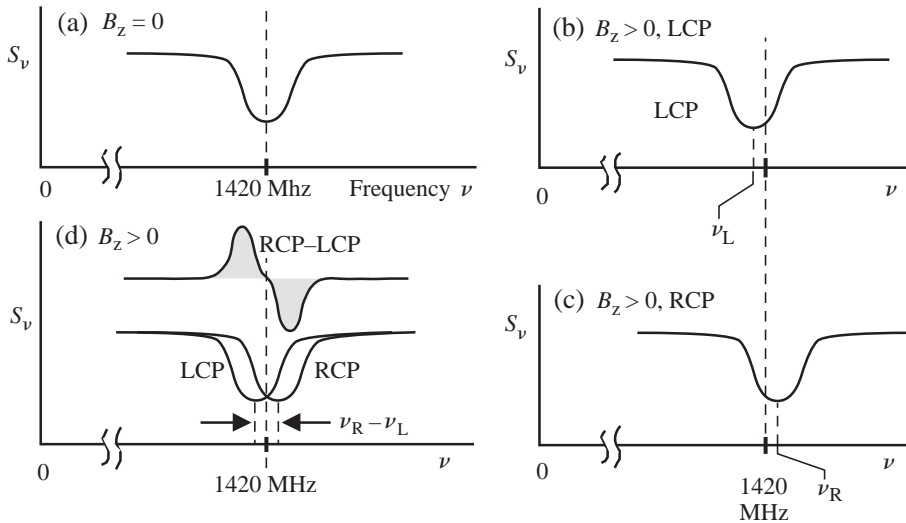 (a) B_z = 0
S_ν
0
1420 Mhz
Frequency ν
(b) B_z > 0, LCP
S_ν
LCP
0
ν
ν_L
(d) B_z > 0
RCP–LCP
S_ν
LCP
RCP
ν_R – ν_L
0
1420 MHz
ν
(c) B_z > 0, RCP
S_ν
0
1420
MHz
ν_R
ν